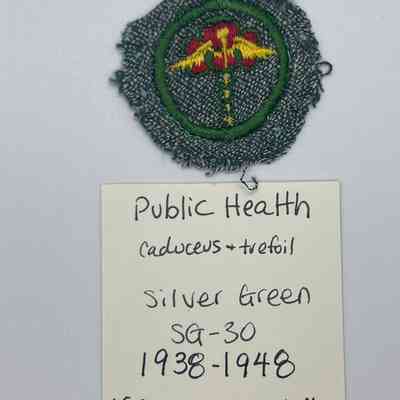 Public Health
caduceus + trefoil
Silver Green
SG-30
1938-1948